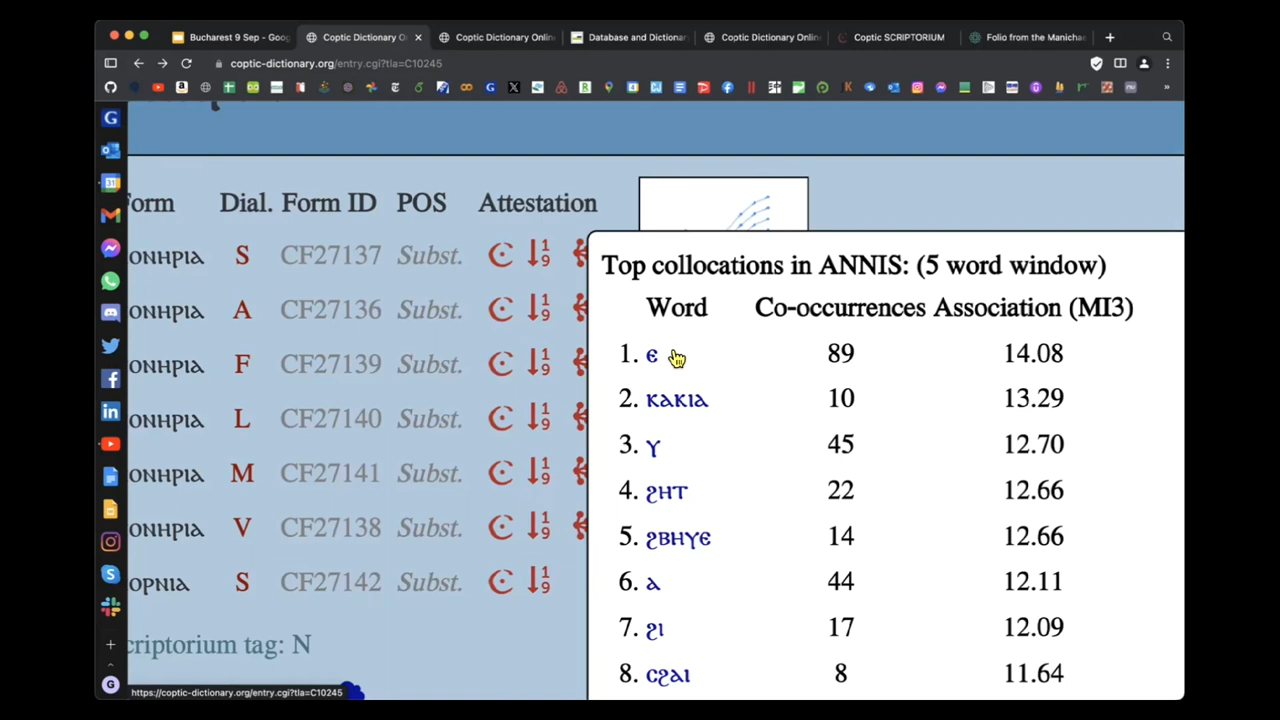 Bucharest 9 Sep - Goog
Coptic Dictionary O
Coptic Dictionary Onlin
Database and Dictionar
Coptic Dictionary Onlin
Coptic SCRIPTORIUM
Folio from the Manichae
coptic-dictionary.org/entry.cgi?tla=C10245
Form Dial. Form ID POS Attestation
ⲟⲛⲏⲣⲓⲁ S CF27137 Subst.
ⲟⲛⲏⲣⲓⲁ A CF27136 Subst.
ⲟⲛⲏⲣⲓⲁ F CF27139 Subst.
ⲟⲛⲏⲣⲓⲁ L CF27140 Subst.
ⲟⲛⲏⲣⲓⲁ M CF27141 Subst.
ⲟⲛⲏⲣⲓⲁ V CF27138 Subst.
ⲟⲣⲛⲓⲁ S CF27142 Subst.
criptorium tag: N
Top collocations in ANNIS: (5 word window)
Word Co-occurrences Association (MI3)
1. ⲉ 89 14.08
2. ⲕⲁⲕⲓⲁ 10 13.29
3. ⲩ 45 12.70
4. ϩⲏⲧ 22 12.66
5. ϩⲃⲏⲩⲉ 14 12.66
6. ⲁ 44 12.11
7. ϩⲓ 17 12.09
8. ⲥϩⲁⲓ 8 11.64
https://coptic-dictionary.org/entry.cgi?tla=C10245